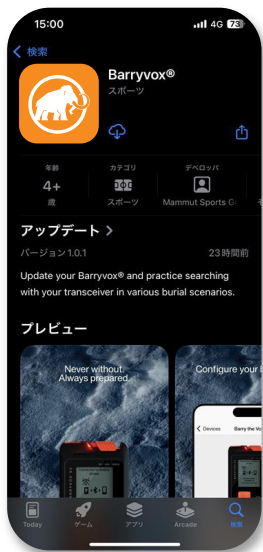 15:00
4G 73
検索
Barryvox®
スポーツ
年齢
カテゴリ
デベロッパ
4+
歳
スポーツ
Mammut Sports G
アップデート
バージョン 1.0.1
23時間前
Update your Barryvox® and practice searching
with your transceiver in various burial scenarios.
プレビュー
Never without.
Always prepared.
Configure your
Devices
Barry the
Today
ゲーム
アプリ
Arcade
検索